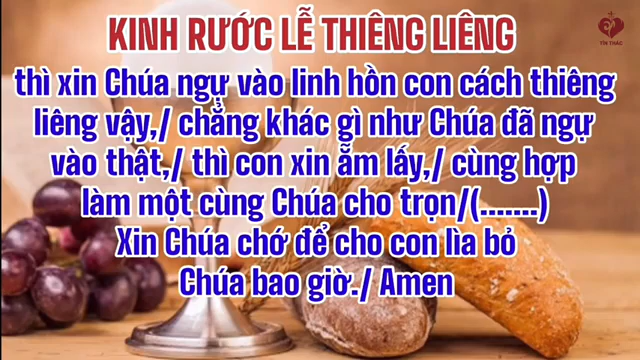 KINH RƯỚC LỄ THIÊNG LIÊNG
TÍN THÁC
thì xin Chúa ngự vào linh hồn con cách thiêng
liêng vậy,/ chẳng khác gì như Chúa đã ngự
vào thật,/ thì con xin ẵm lấy,/ cùng hợp
làm một cùng Chúa cho trọn/(.......)
Xin Chúa chớ để cho con lìa bỏ
Chúa bao giờ./ Amen